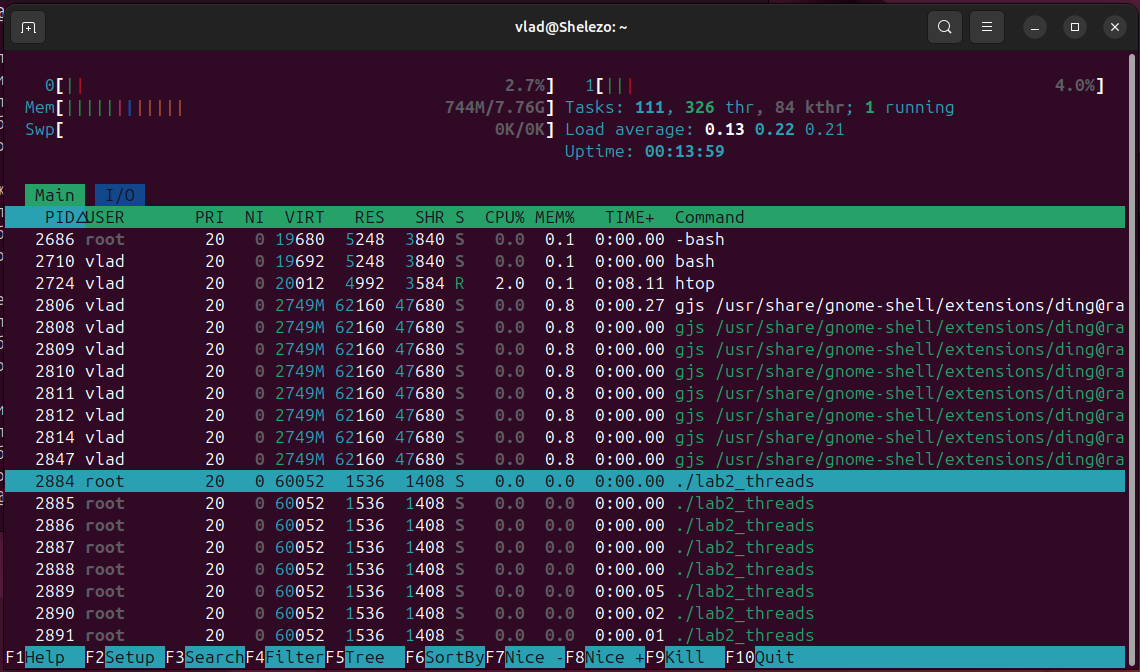 vlad@Shelezo: ~
0[|| 2.7%] 1[||| 4.0%]
Mem[||||||||||||| 744M/7.76G] Tasks: 111, 326 thr, 84 kthr; 1 running
Swp[ 0K/0K] Load average: 0.13 0.22 0.21
Uptime: 00:13:59
Main I/O
PID△USER PRI NI VIRT RES SHR S CPU% MEM% TIME+ Command
2686 root 20 0 19680 5248 3840 S 0.0 0.1 0:00.00 -bash
2710 vlad 20 0 19692 5248 3840 S 0.0 0.1 0:00.00 bash
2724 vlad 20 0 20012 4992 3584 R 2.0 0.1 0:08.11 htop
2806 vlad 20 0 2749M 62160 47680 S 0.0 0.8 0:00.27 gjs /usr/share/gnome-shell/extensions/ding@ra
2808 vlad 20 0 2749M 62160 47680 S 0.0 0.8 0:00.00 gjs /usr/share/gnome-shell/extensions/ding@ra
2809 vlad 20 0 2749M 62160 47680 S 0.0 0.8 0:00.00 gjs /usr/share/gnome-shell/extensions/ding@ra
2810 vlad 20 0 2749M 62160 47680 S 0.0 0.8 0:00.00 gjs /usr/share/gnome-shell/extensions/ding@ra
2811 vlad 20 0 2749M 62160 47680 S 0.0 0.8 0:00.00 gjs /usr/share/gnome-shell/extensions/ding@ra
2812 vlad 20 0 2749M 62160 47680 S 0.0 0.8 0:00.00 gjs /usr/share/gnome-shell/extensions/ding@ra
2814 vlad 20 0 2749M 62160 47680 S 0.0 0.8 0:00.00 gjs /usr/share/gnome-shell/extensions/ding@ra
2847 vlad 20 0 2749M 62160 47680 S 0.0 0.8 0:00.00 gjs /usr/share/gnome-shell/extensions/ding@ra
2884 root 20 0 60052 1536 1408 S 0.0 0.0 0:00.00 ./lab2_threads
2885 root 20 0 60052 1536 1408 S 0.0 0.0 0:00.00 ./lab2_threads
2886 root 20 0 60052 1536 1408 S 0.0 0.0 0:00.00 ./lab2_threads
2887 root 20 0 60052 1536 1408 S 0.0 0.0 0:00.00 ./lab2_threads
2888 root 20 0 60052 1536 1408 S 0.0 0.0 0:00.00 ./lab2_threads
2889 root 20 0 60052 1536 1408 S 0.0 0.0 0:00.05 ./lab2_threads
2890 root 20 0 60052 1536 1408 S 0.0 0.0 0:00.02 ./lab2_threads
2891 root 20 0 60052 1536 1408 S 0.0 0.0 0:00.01 ./lab2_threads
F1Help F2Setup F3SearchF4FilterF5Tree F6SortByF7Nice -F8Nice +F9Kill F10Quit